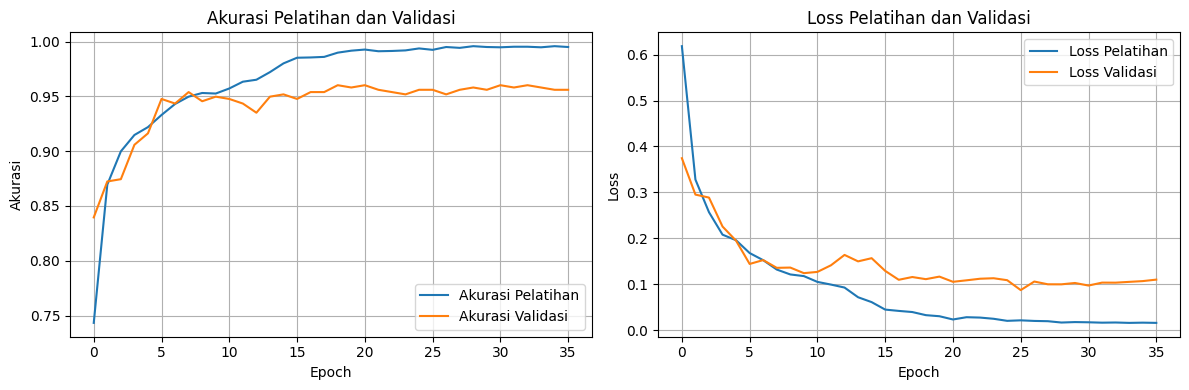 Akurasi Pelatihan dan Validasi
1.00
0.95
0.90
0.85
0.80
0.75
Akurasi
Akurasi Pelatihan
Akurasi Validasi
0 5 10 15 20 25 30 35
Epoch
Loss Pelatihan dan Validasi
0.6
0.5
0.4
0.3
0.2
0.1
0.0
Loss
Loss Pelatihan
Loss Validasi
0 5 10 15 20 25 30 35
Epoch